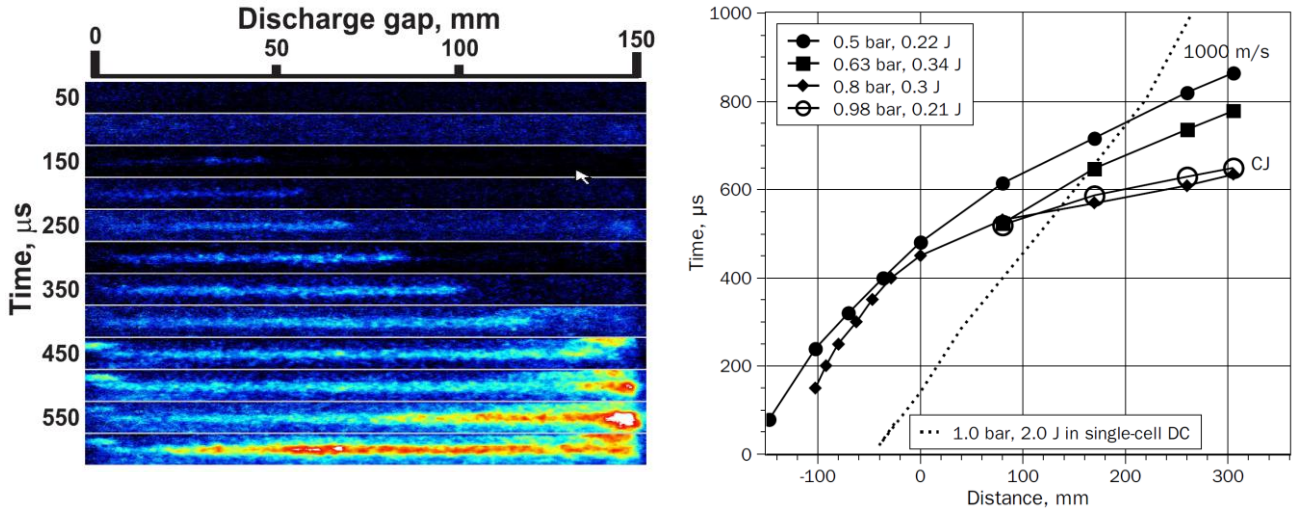 Discharge gap, mm
0 50 100 150
Time, μs
50
150
250
350
450
550
1000
800
600
400
200
0
Time, μs
0.5 bar, 0.22 J
0.63 bar, 0.34 J
0.8 bar, 0.3 J
0.98 bar, 0.21 J
1000 m/s
CJ
1.0 bar, 2.0 J in single-cell DC
-100 0 100 200 300
Distance, mm